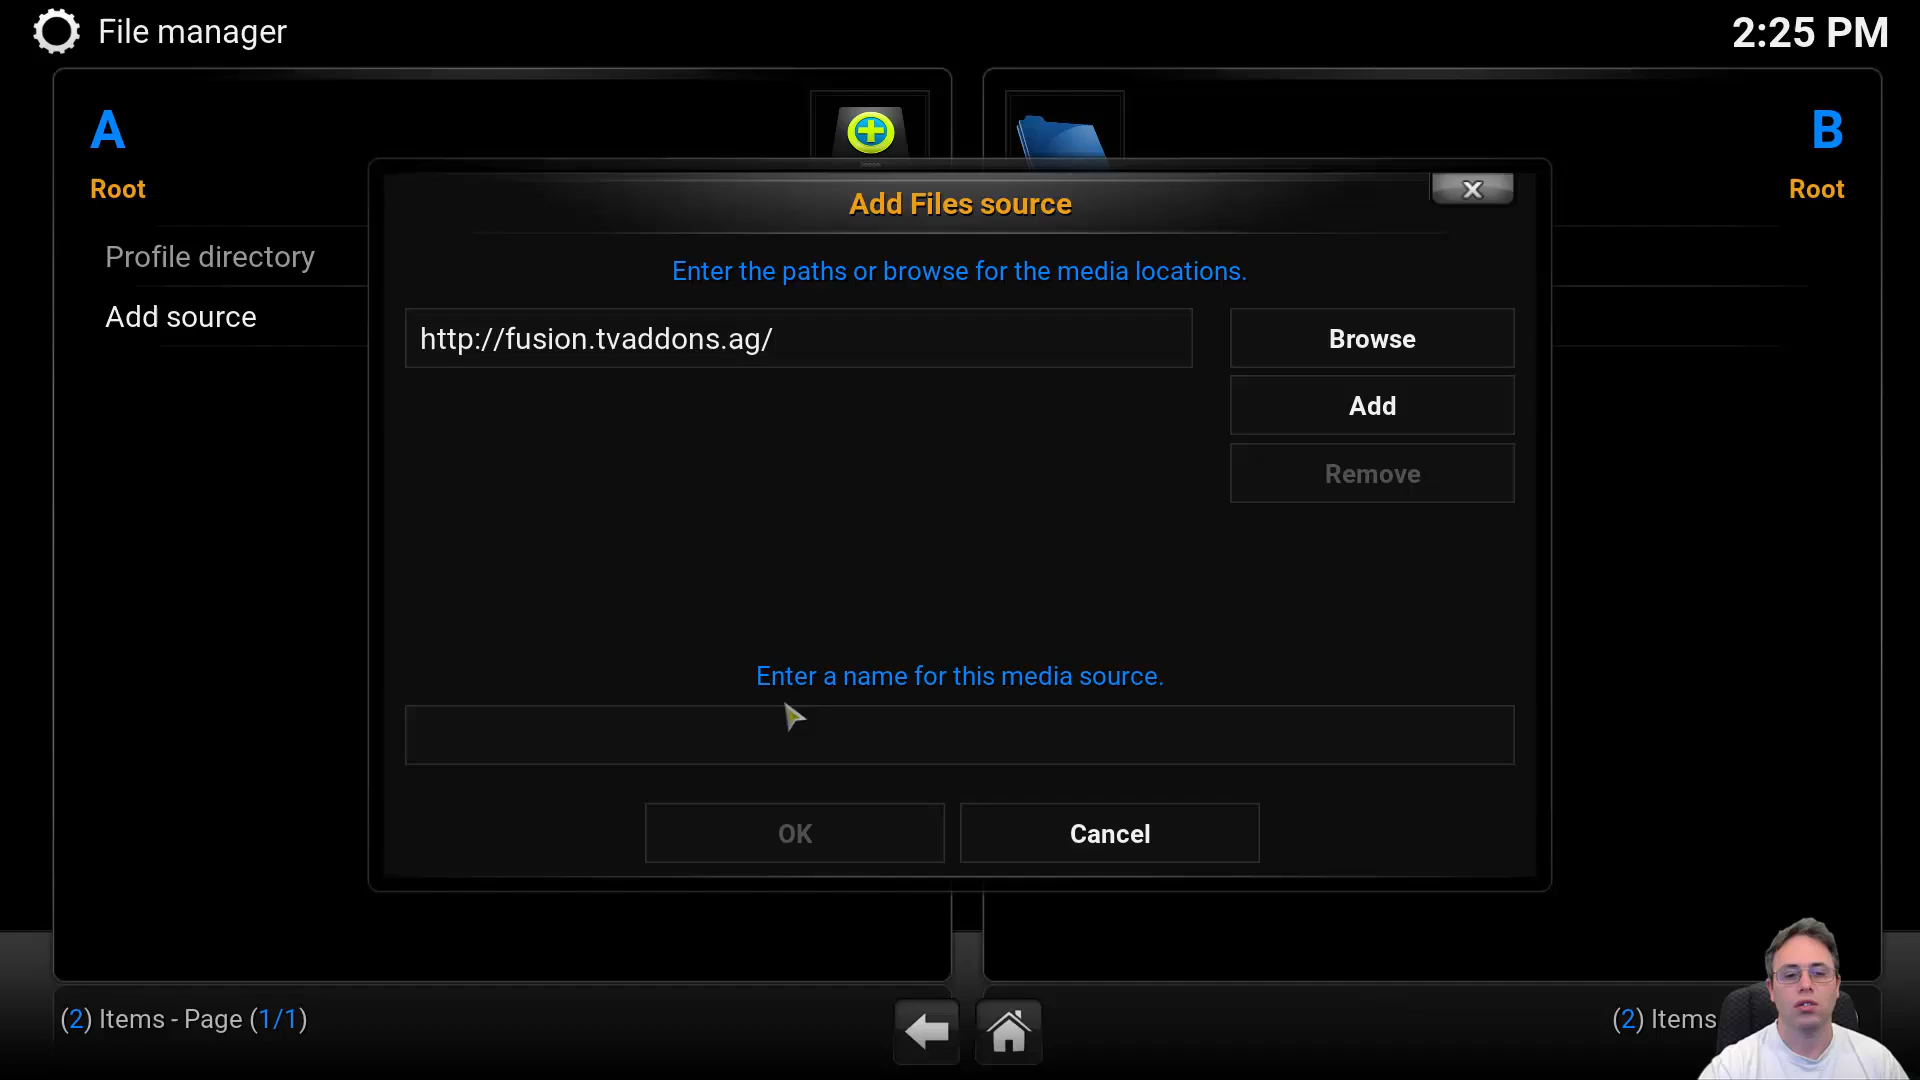 File manager
2:25 PM
A
B
Root
Root
Add Files source
x
Profile directory
Enter the paths or browse for the media locations.
Add source
http://fusion.tvaddons.ag/
Browse
Add
Remove
Enter a name for this media source.
OK
Cancel
(2) Items - Page (1/1)
(2) Items